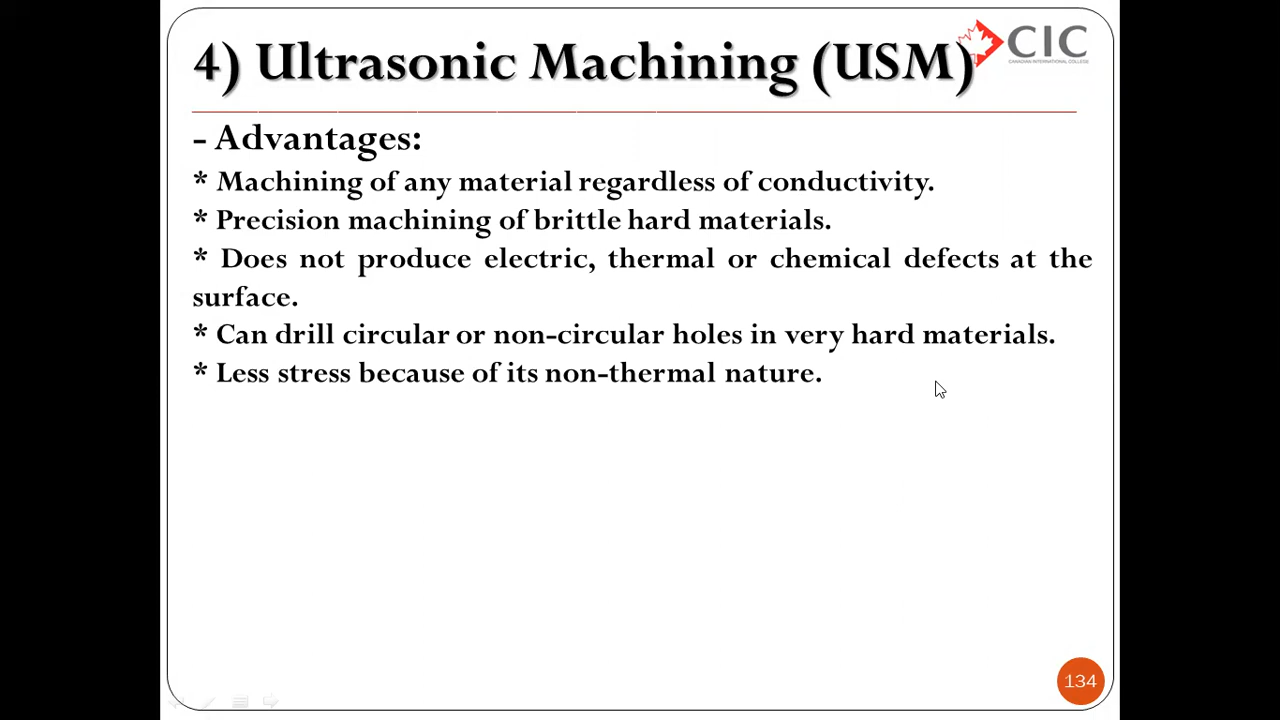 4) Ultrasonic Machining (USM)
CIC
CANADIAN INTERNATIONAL COLLEGE
- Advantages:
* Machining of any material regardless of conductivity.
* Precision machining of brittle hard materials.
* Does not produce electric, thermal or chemical defects at the
surface.
* Can drill circular or non-circular holes in very hard materials.
* Less stress because of its non-thermal nature.
134